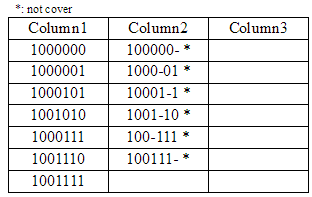 *: not cover
Column1 Column2 Column3
1000000 100000- *
1000001 1000-01 *
1000101 10001-1 *
1001010 1001-10 *
1000111 100-111 *
1001110 100111- *
1001111